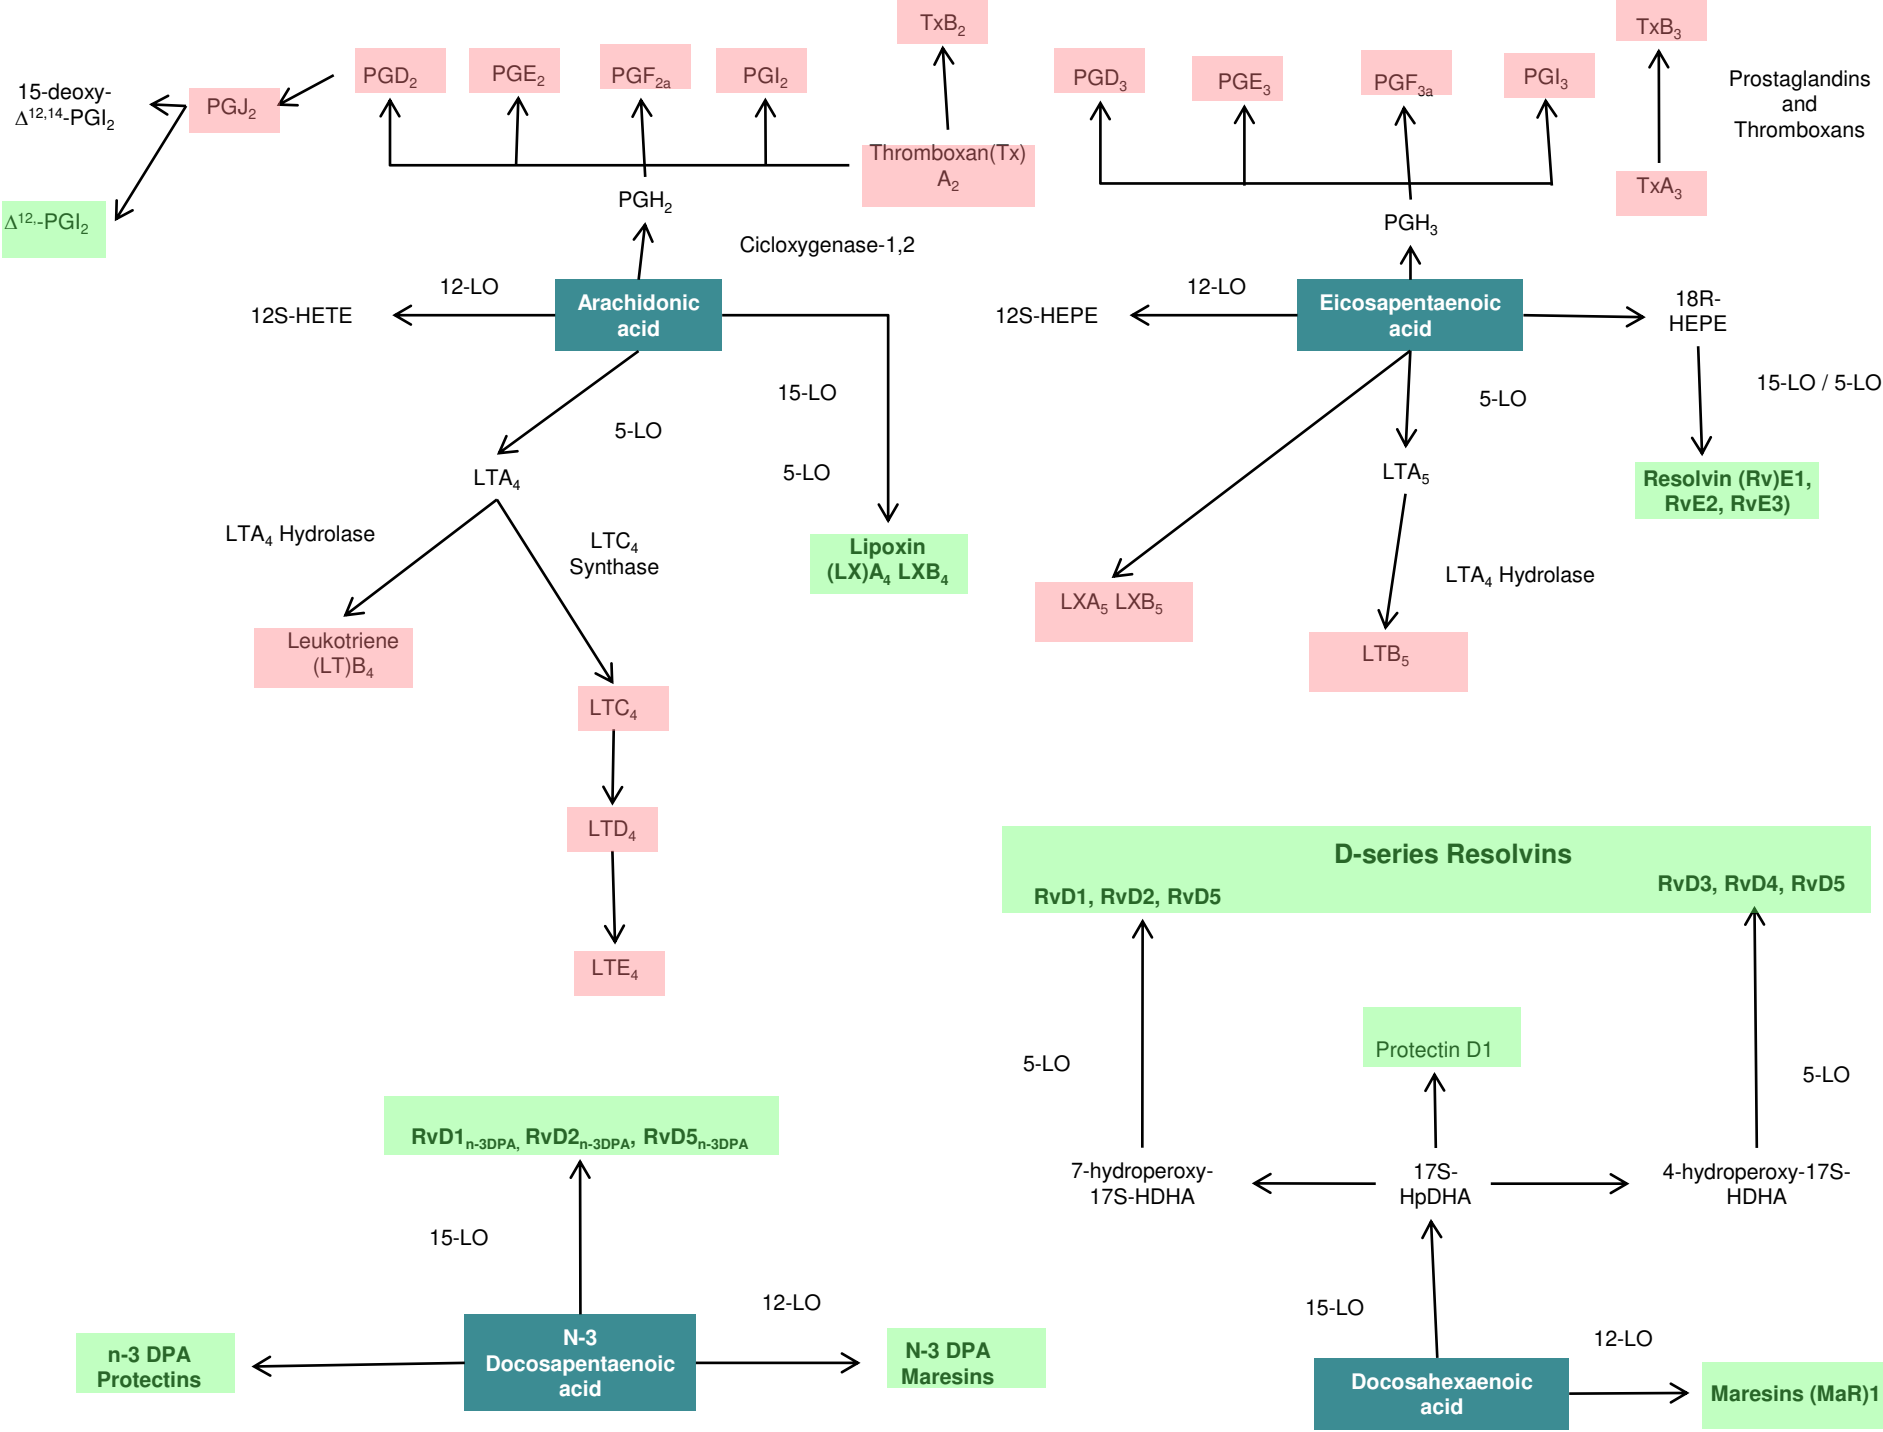 TxB2
TxB3
PGD2
PGE2
PGF2a
PGI2
PGD3
PGE3
PGF3a
PGI3
Prostaglandins
and
Thromboxans
15-deoxy-
Δ12,14-PGI2
PGJ2
Thromboxan(Tx)
A2
TxA3
Δ12,-PGI2
PGH2
PGH3
Cicloxygenase-1,2
12S-HETE
12-LO
Arachidonic
acid
12S-HEPE
12-LO
Eicosapentaenoic
acid
18R-
HEPE
15-LO
5-LO
5-LO
5-LO
15-LO / 5-LO
LTA4
LTA5
Resolvin (Rv)E1,
RvE2, RvE3)
LTA4 Hydrolase
LTC4
Synthase
Lipoxin
(LX)A4 LXB4
LTA4 Hydrolase
LXA5 LXB5
Leukotriene
(LT)B4
LTB5
LTC4
LTD4
LTE4
D-series Resolvins
RvD1, RvD2, RvD5
RvD3, RvD4, RvD5
Protectin D1
5-LO
5-LO
7-hydroperoxy-
17S-HDHA
17S-
HpDHA
4-hydroperoxy-17S-
HDHA
15-LO
12-LO
Docosahexaenoic
acid
Maresins (MaR)1
RvD1n-3DPA, RvD2n-3DPA, RvD5n-3DPA
15-LO
12-LO
n-3 DPA
Protectins
N-3
Docosapentaenoic
acid
N-3 DPA
Maresins